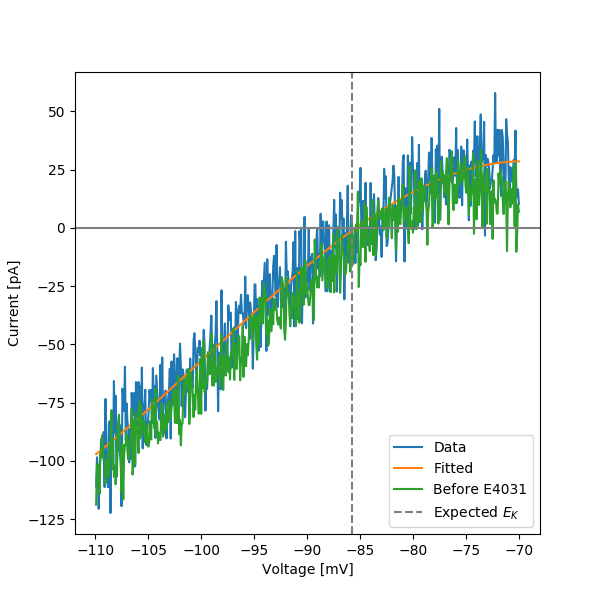 50
25
0
−25
−50
−75
−100
−125
Current [pA]
Data
Fitted
Before E4031
Expected E_K
−110 −105 −100 −95 −90 −85 −80 −75 −70
Voltage [mV]